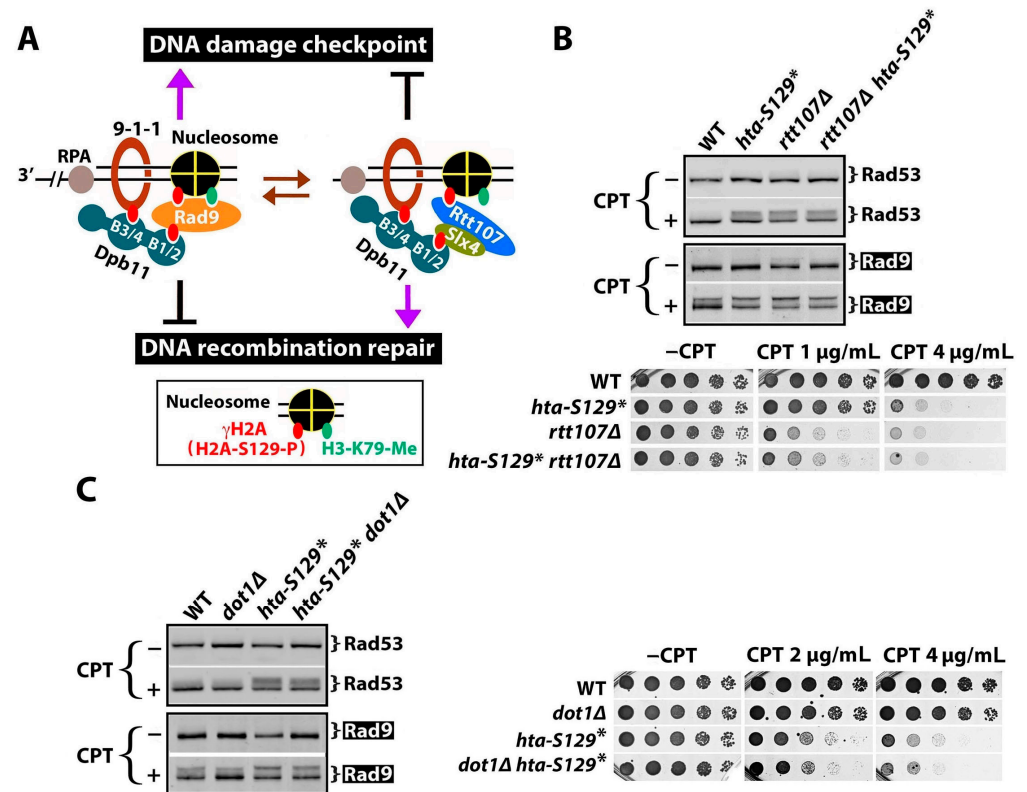 A
DNA damage checkpoint
9-1-1
Nucleosome
RPA
3'
Rad9
B3/4
B1/2
Dpb11
Rtt107
Slx4
B3/4
B1/2
Dpb11
DNA recombination repair
Nucleosome
γH2A
(H2A-S129-P)
H3-K79-Me
B
WT
hta-S129*
rtt107Δ
rtt107Δ hta-S129*
CPT
−
Rad53
+
Rad53
CPT
−
Rad9
+
Rad9
−CPT
CPT 1 µg/mL
CPT 4 µg/mL
WT
hta-S129*
rtt107Δ
hta-S129* rtt107Δ
C
WT
dot1Δ
hta-S129*
hta-S129* dot1Δ
CPT
−
Rad53
+
Rad53
CPT
−
Rad9
+
Rad9
−CPT
CPT 2 µg/mL
CPT 4 µg/mL
WT
dot1Δ
hta-S129*
dot1Δ hta-S129*